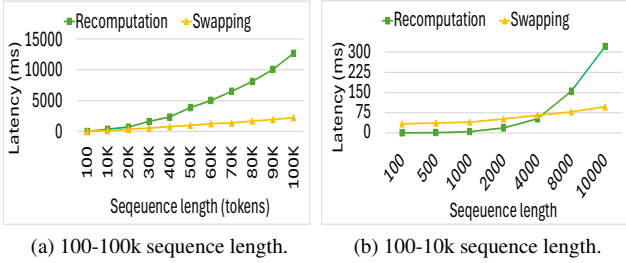 Recomputation Swapping
Latency (ms)
15000
10000
5000
0
100 10K 20K 30K 40K 50K 60K 70K 80K 90K 100K
Seqeuence length (tokens)
(a) 100-100k sequence length.
Recomputation Swapping
Latency (ms)
300
225
150
75
0
100 500 1000 2000 4000 8000 10000
Seqeuence length
(b) 100-10k sequence length.